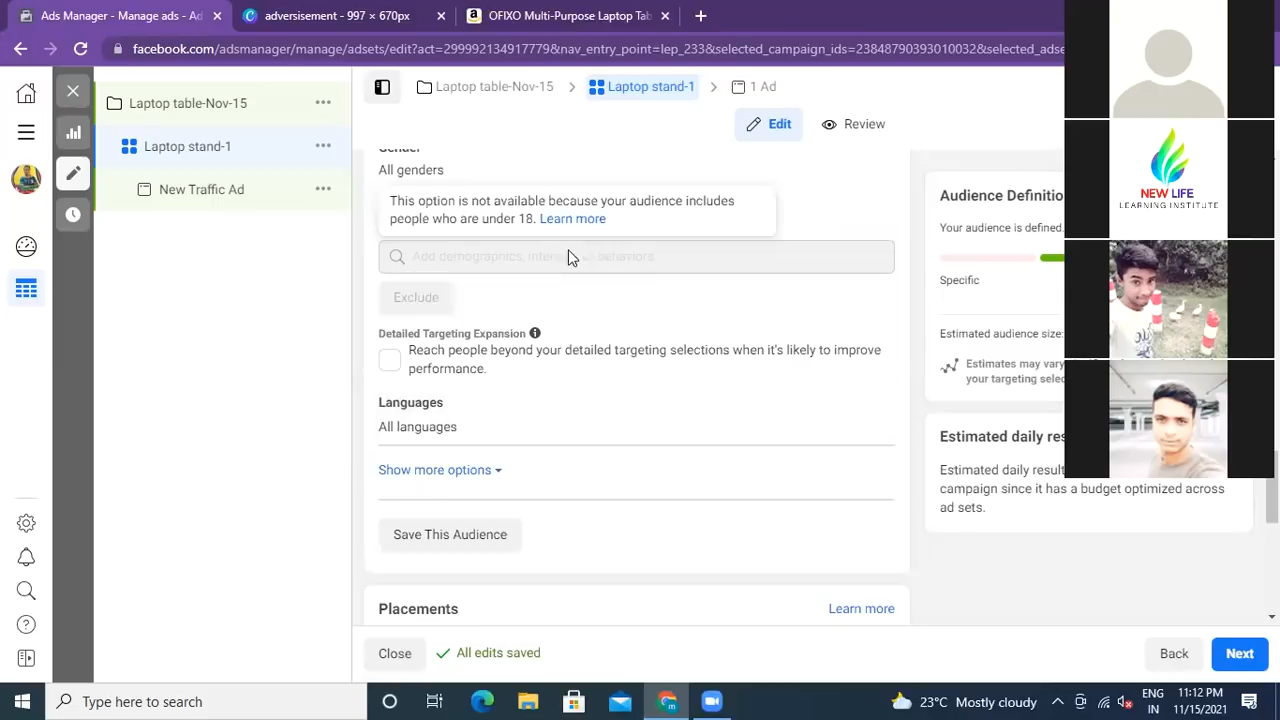 Ads Manager - Manage ads - Ad
advertisement - 997 × 670px
OFIXO Multi-Purpose Laptop Tab
facebook.com/adsmanager/manage/adsets/edit?act=2999921349177779&nav_entry_point=lep_233&selected_campaign_ids=23848790393010032&selected_adse
Laptop table-Nov-15
Laptop stand-1
New Traffic Ad
Laptop table-Nov-15
Laptop stand-1
1 Ad
Edit
Review
Gender
All genders
This option is not available because your audience includes
people who are under 18. Learn more
Add demographics, behaviors
Exclude
Detailed Targeting Expansion
Reach people beyond your detailed targeting selections when it's likely to improve
performance.
Languages
All languages
Show more options
Save This Audience
Placements
Learn more
Close
All edits saved
Back
Next
Audience Definitio
Your audience is defined.
Specific
Estimated audience size:
Estimates may vary
your targeting selec
Estimated daily res
Estimated daily result
campaign since it has a budget optimized across
ad sets.
NEW LIFE
LEARNING INSTITUTE
Type here to search
23°C Mostly cloudy
ENG
IN
11:12 PM
11/15/2021